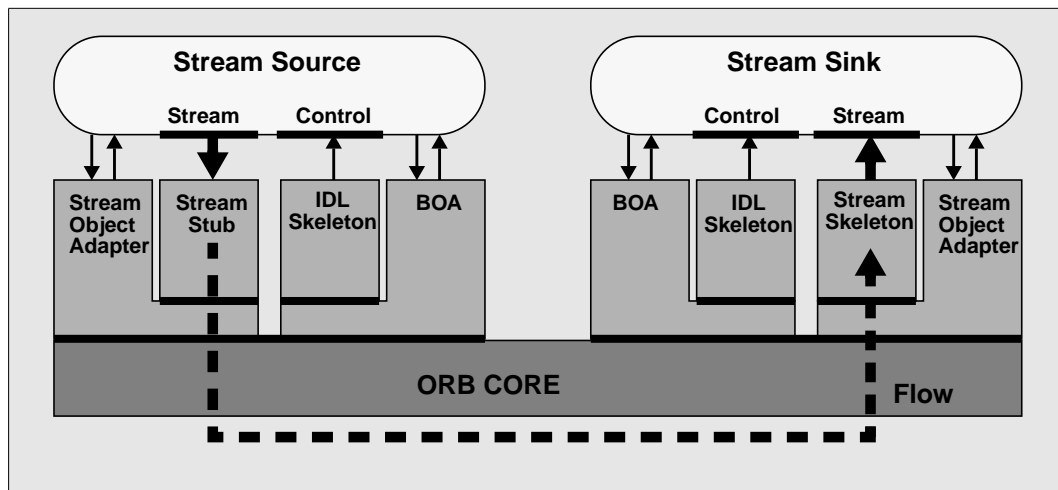 Stream Source
Stream Sink
Stream
Control
Control
Stream
Stream
Object
Adapter
Stream
Stub
IDL
Skeleton
BOA
BOA
IDL
Skeleton
Stream
Skeleton
Stream
Object
Adapter
ORB CORE
Flow